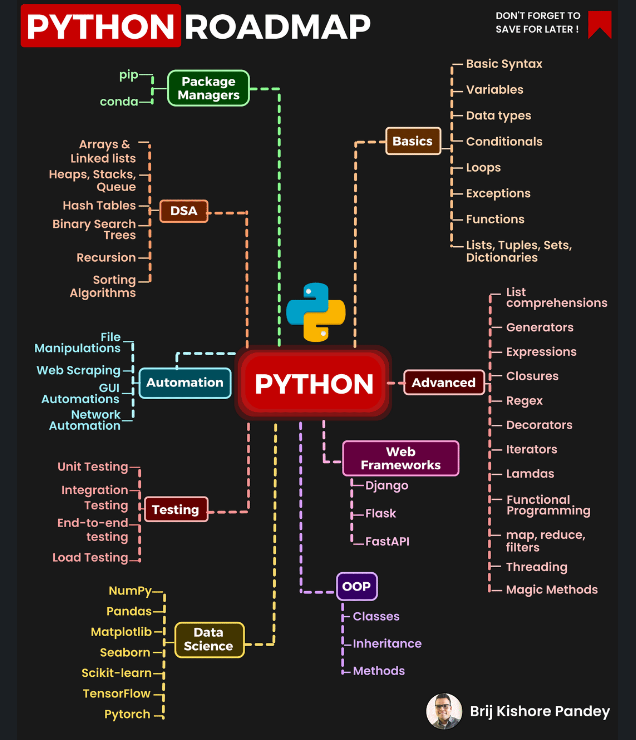 PYTHON ROADMAP
DON'T FORGET TO
SAVE FOR LATER !
pip
conda
Package
Managers
Basics
Basic Syntax
Variables
Data types
Conditionals
Loops
Exceptions
Functions
Lists, Tuples, Sets,
Dictionaries
Arrays &
Linked lists
Heaps, Stacks,
Queue
Hash Tables
Binary Search
Trees
Recursion
Sorting
Algorithms
DSA
File
Manipulations
Web Scraping
GUI
Automations
Network
Automation
Automation
PYTHON
Advanced
List
comprehensions
Generators
Expressions
Closures
Regex
Decorators
Iterators
Lamdas
Functional
Programming
map, reduce,
filters
Threading
Magic Methods
Web
Frameworks
Django
Flask
FastAPI
Unit Testing
Integration
Testing
End-to-end
testing
Load Testing
Testing
OOP
Classes
Inheritance
Methods
NumPy
Pandas
Matplotlib
Seaborn
Scikit-learn
TensorFlow
Pytorch
Data
Science
Brij Kishore Pandey